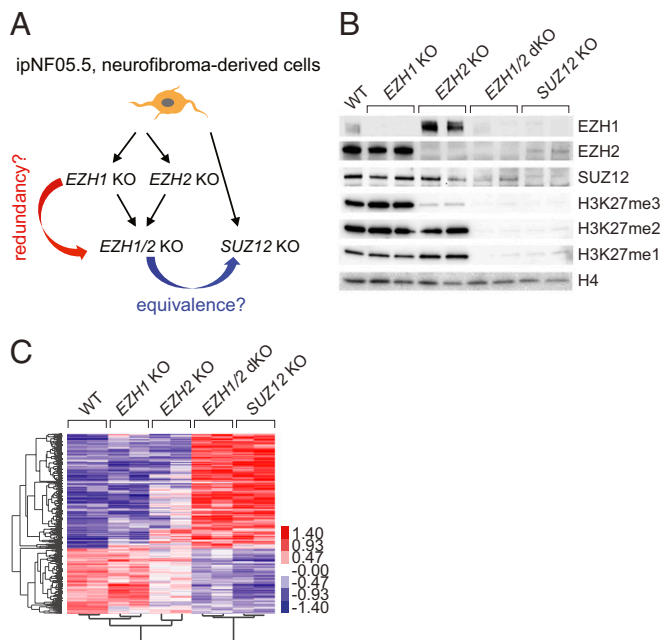 A
ipNF05.5, neurofibroma-derived cells
redundancy?
EZH1 KO
EZH2 KO
EZH1/2 KO
SUZ12 KO
equivalence?
B
WT
EZH1 KO
EZH2 KO
EZH1/2 dKO
SUZ12 KO
EZH1
EZH2
SUZ12
H3K27me3
H3K27me2
H3K27me1
H4
C
WT
EZH1 KO
EZH2 KO
EZH1/2 dKO
SUZ12 KO
1.40
0.93
0.47
-0.00
-0.47
-0.93
-1.40